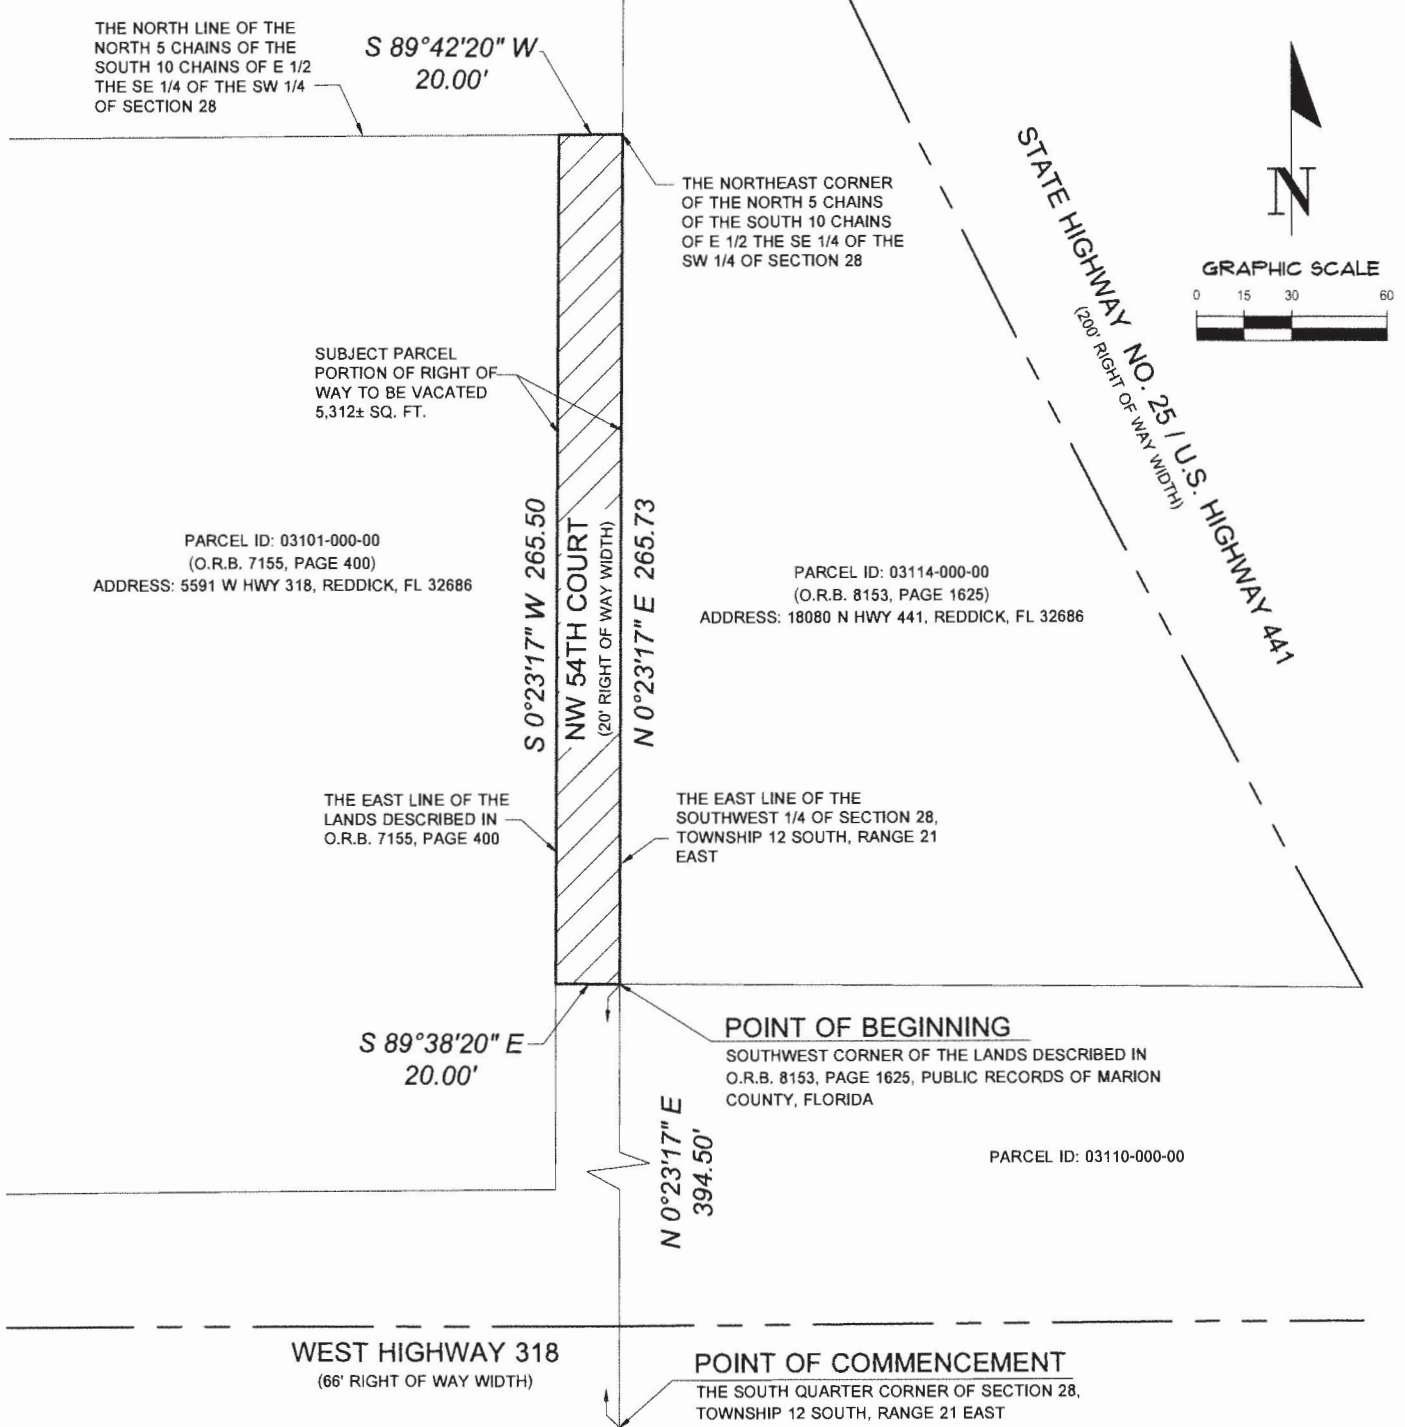 THE NORTH LINE OF THE
NORTH 5 CHAINS OF THE
SOUTH 10 CHAINS OF E 1/2
THE SE 1/4 OF THE SW 1/4
OF SECTION 28
S 89°42'20" W
20.00'
THE NORTHEAST CORNER
OF THE NORTH 5 CHAINS
OF THE SOUTH 10 CHAINS
OF E 1/2 THE SE 1/4 OF THE
SW 1/4 OF SECTION 28
STATE HIGHWAY NO. 25 / U.S. HIGHWAY 441
(200' RIGHT OF WAY WIDTH)
N
GRAPHIC SCALE
0 15 30 60
SUBJECT PARCEL
PORTION OF RIGHT OF
WAY TO BE VACATED
5,312± SQ. FT.
PARCEL ID: 03101-000-00
(O.R.B. 7155, PAGE 400)
ADDRESS: 5591 W HWY 318, REDDICK, FL 32686
S 0°23'17" W 265.50
NW 54TH COURT
(20' RIGHT OF WAY WIDTH)
N 0°23'17" E 265.73
PARCEL ID: 03114-000-00
(O.R.B. 8153, PAGE 1625)
ADDRESS: 18080 N HWY 441, REDDICK, FL 32686
THE EAST LINE OF THE
LANDS DESCRIBED IN
O.R.B. 7155, PAGE 400
THE EAST LINE OF THE
SOUTHWEST 1/4 OF SECTION 28,
TOWNSHIP 12 SOUTH, RANGE 21
EAST
S 89°38'20" E
20.00'
POINT OF BEGINNING
SOUTHWEST CORNER OF THE LANDS DESCRIBED IN
O.R.B. 8153, PAGE 1625, PUBLIC RECORDS OF MARION
COUNTY, FLORIDA
N 0°23'17" E
394.50'
PARCEL ID: 03110-000-00
WEST HIGHWAY 318
(66' RIGHT OF WAY WIDTH)
POINT OF COMMENCEMENT
THE SOUTH QUARTER CORNER OF SECTION 28,
TOWNSHIP 12 SOUTH, RANGE 21 EAST